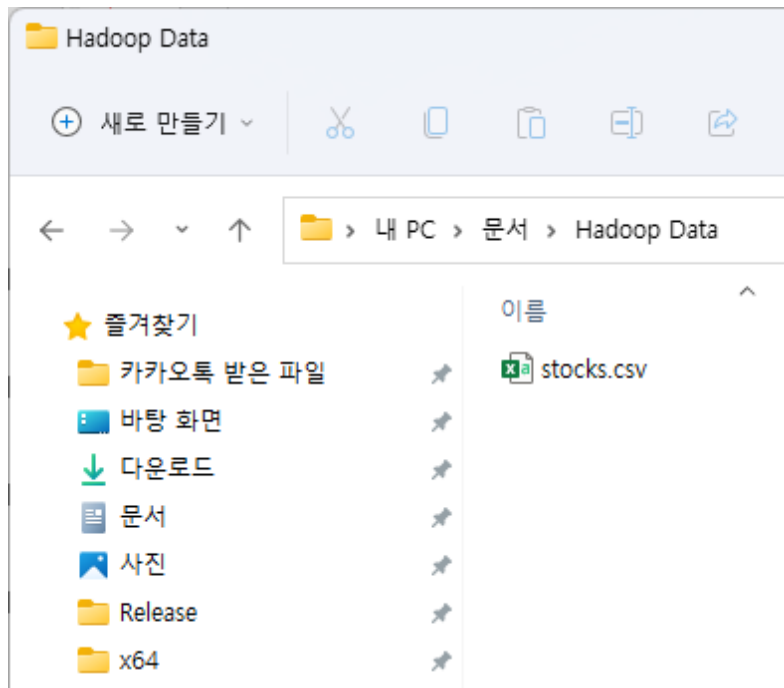 Hadoop Data
새로 만들기
내 PC > 문서 > Hadoop Data
이름
즐겨찾기
stocks.csv
카카오톡 받은 파일
바탕 화면
다운로드
문서
사진
Release
x64